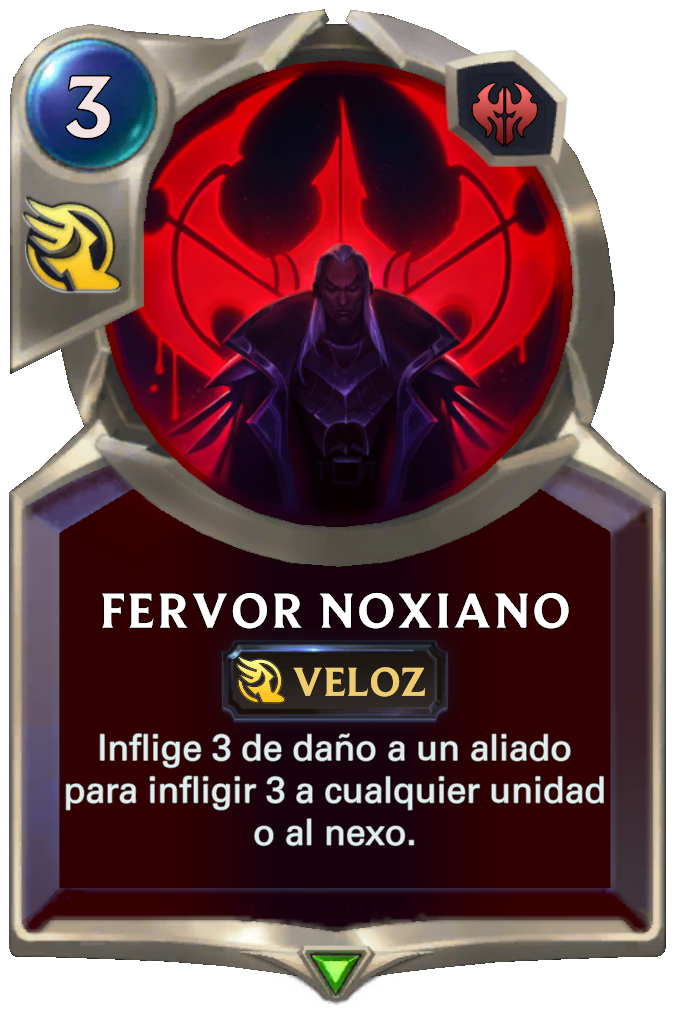 3
FERVOR NOXIANO
VELOZ
Inflige 3 de daño a un aliado
para infligir 3 a cualquier unidad
o al nexo.